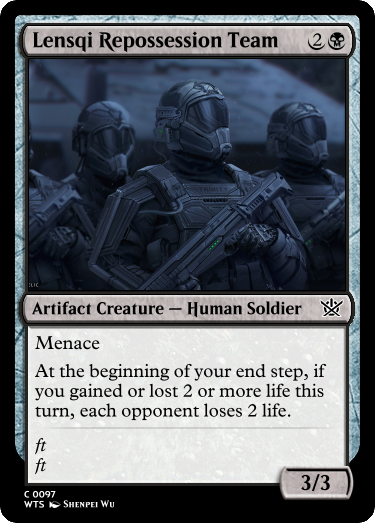 Lensqi Repossession Team 2
Artifact Creature — Human Soldier
Menace
At the beginning of your end step, if
you gained or lost 2 or more life this
turn, each opponent loses 2 life.
ft
ft
3/3
C 0097
WTS Shenpei Wu